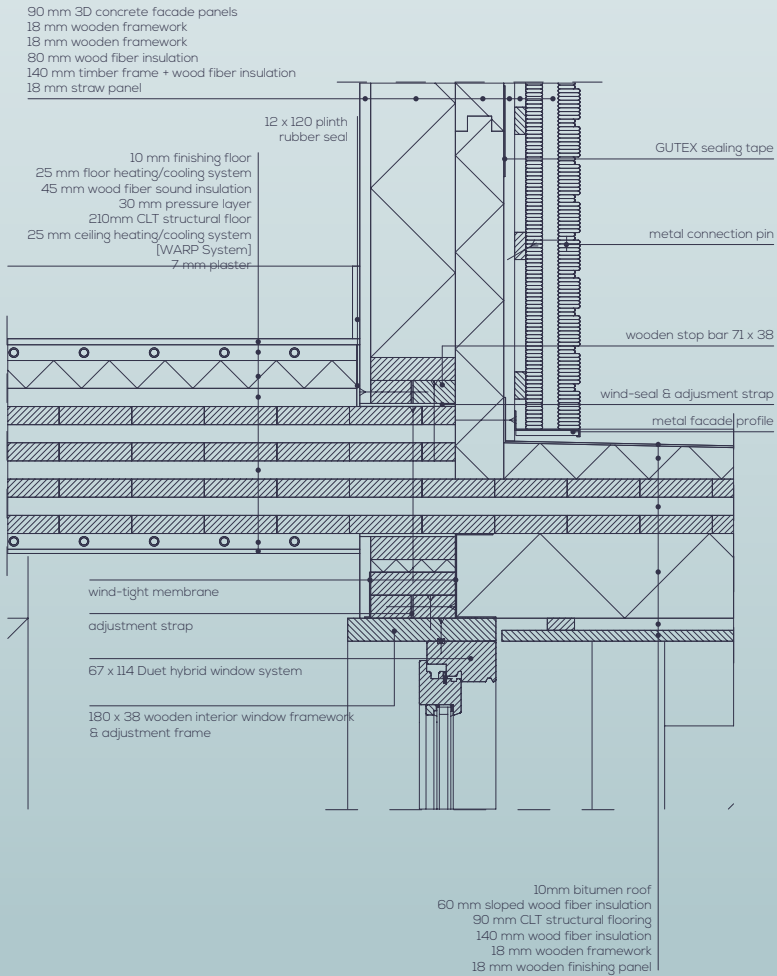 90 mm 3D concrete facade panels
18 mm wooden framework
18 mm wooden framework
80 mm wood fiber insulation
140 mm timber frame + wood fiber insulation
18 mm straw panel
12 x 120 plinth
rubber seal
10 mm finishing floor
25 mm floor heating/cooling system
45 mm wood fiber sound insulation
30 mm pressure layer
210mm CLT structural floor
25 mm ceiling heating/cooling system
[WARP System]
7 mm plaster
GUTEX sealing tape
metal connection pin
wooden stop bar 71 x 38
wind-seal & adjusment strap
metal facade profile
wind-tight membrane
adjustment strap
67 x 114 Duet hybrid window system
180 x 38 wooden interior window framework
& adjustment frame
10mm bitumen roof
60 mm sloped wood fiber insulation
90 mm CLT structural flooring
140 mm wood fiber insulation
18 mm wooden framework
18 mm wooden finishing panel